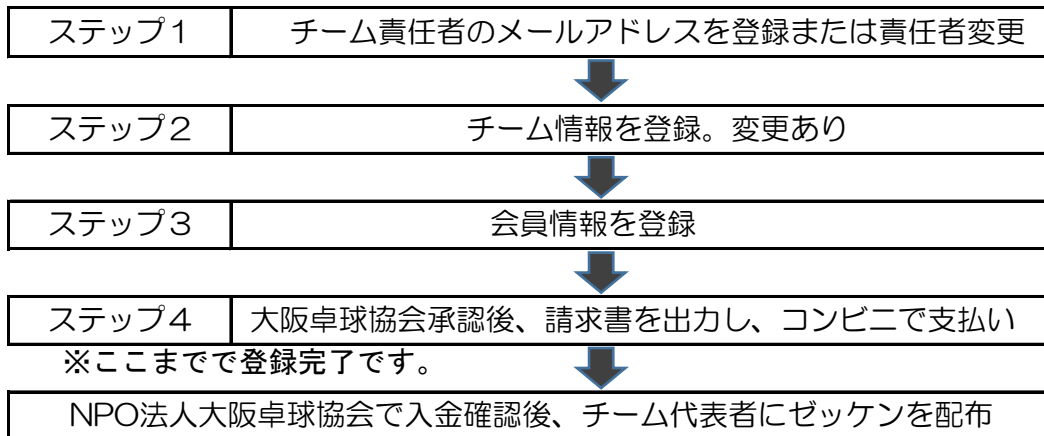 ステップ１ チーム責任者のメールアドレスを登録または責任者変更
ステップ２ チーム情報を登録。変更あり
ステップ３ 会員情報を登録
ステップ４ 大阪卓球協会承認後、請求書を出力し、コンビニで支払い
※ここまでで登録完了です。
NPO法人大阪卓球協会で入金確認後、チーム代表者にゼッケンを配布